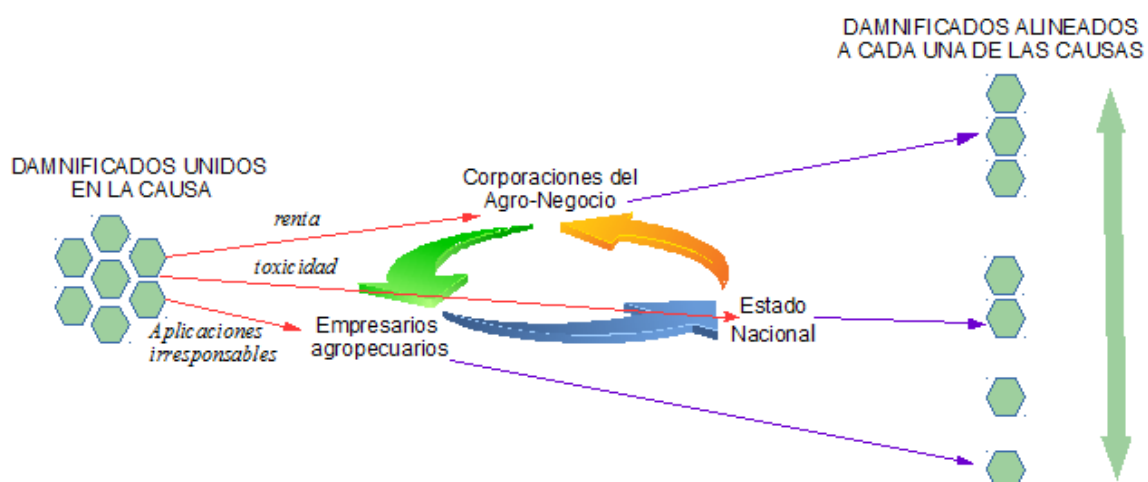 DAMNIFICADOS ALINEADOS
A CADA UNA DE LAS CAUSAS
DAMNIFICADOS UNIDOS
EN LA CAUSA
Corporaciones del
Agro-Negocio
renta
toxicidad
Aplicaciones
irresponsables
Empresarios
agropecuarios
Estado
Nacional